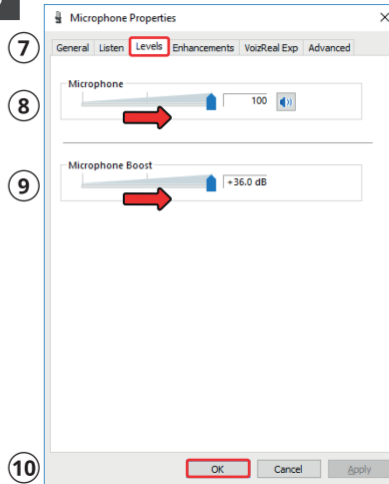 Microphone Properties
7
General Listen Levels Enhancements VoizReal Exp Advanced
8
Microphone
100
9
Microphone Boost
+36.0 dB
10
OK Cancel Apply